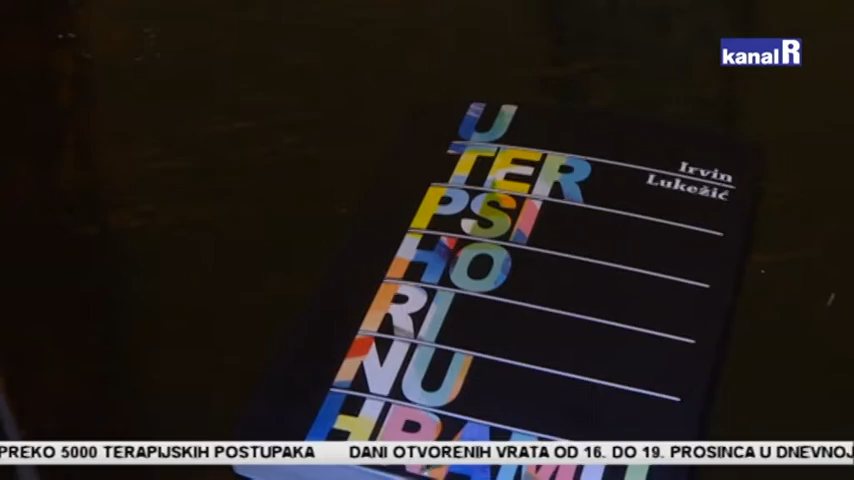 kanal R
U
TER
PSI
HO
RI
NU
HRAMU
Irvin
Lukežić
PREKO 5000 TERAPIJSKIH POSTUPAKA DANI OTVORENIH VRATA OD 16. DO 19. PROSINCA U DNEVNOJ